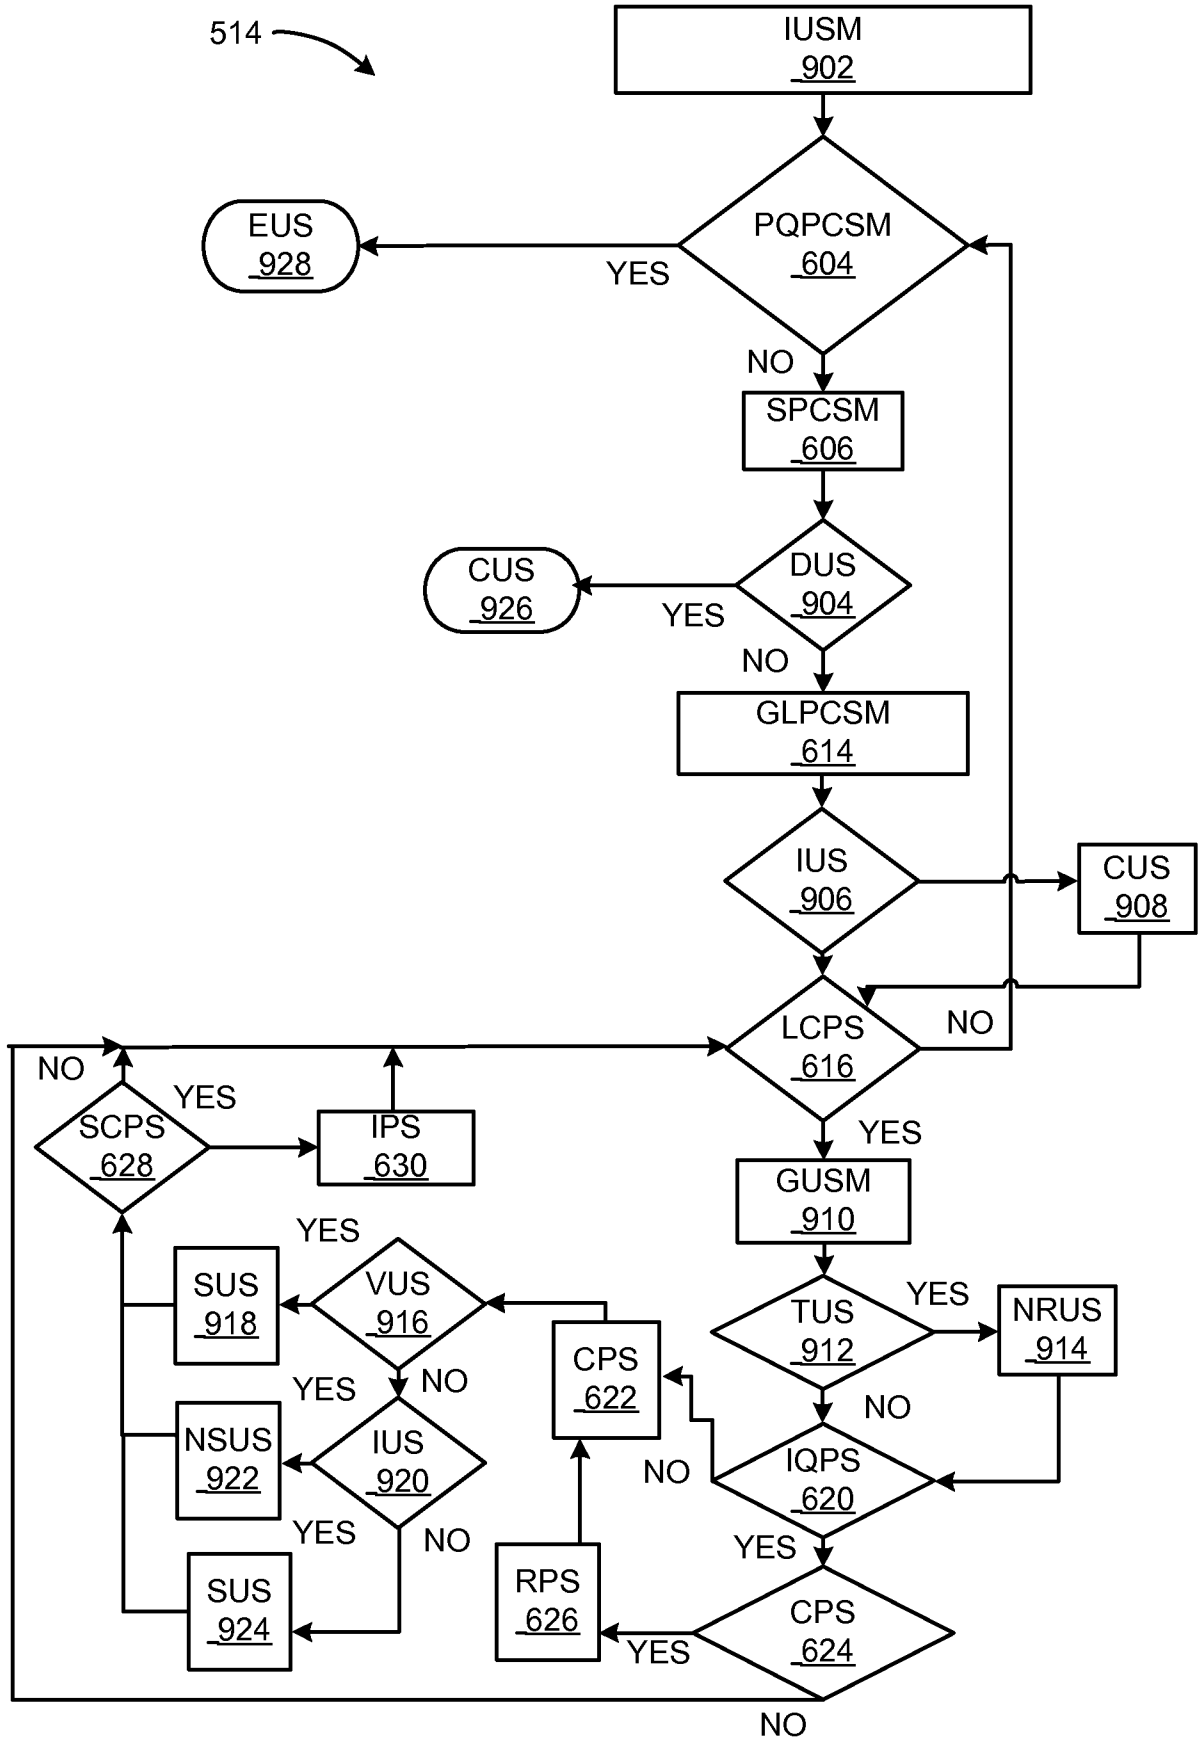 514
IUSM
902
PQPCSM
604
EUS
928
YES
NO
SPCSM
606
DUS
904
CUS
926
YES
NO
GLPCSM
614
IUS
906
CUS
908
LCPS
616
NO
YES
NO
SCPS
628
YES
IPS
630
GUSM
910
TUS
912
YES
NRUS
914
NO
YES
SUS
918
VUS
916
NO
CPS
622
YES
NSUS
922
IUS
920
NO
IQPS
620
NO
YES
YES
SUS
924
NO
RPS
626
YES
CPS
624
NO